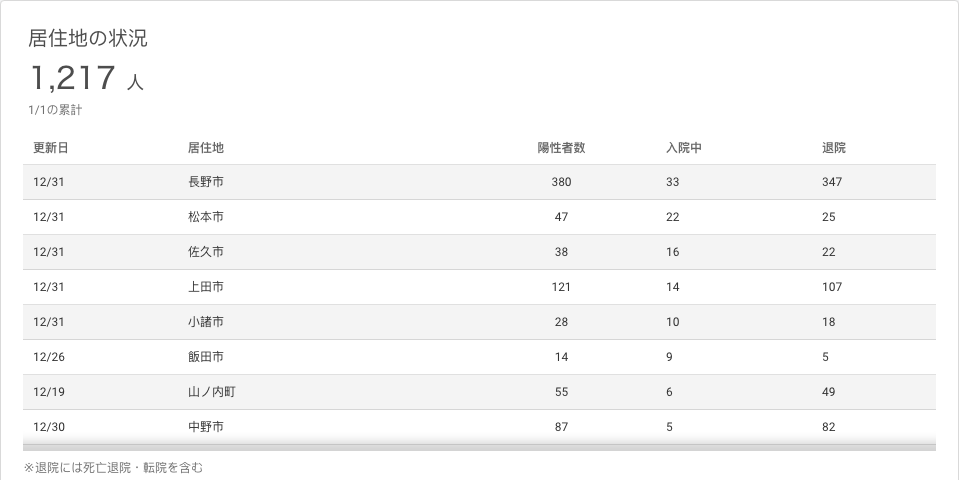 居住地の状況
1,217 人
1/1の累計
更新日 居住地 陽性者数 入院中 退院
12/31 長野市 380 33 347
12/31 松本市 47 22 25
12/31 佐久市 38 16 22
12/31 上田市 121 14 107
12/31 小諸市 28 10 18
12/26 飯田市 14 9 5
12/19 山ノ内町 55 6 49
12/30 中野市 87 5 82
※退院には死亡退院・転院を含む